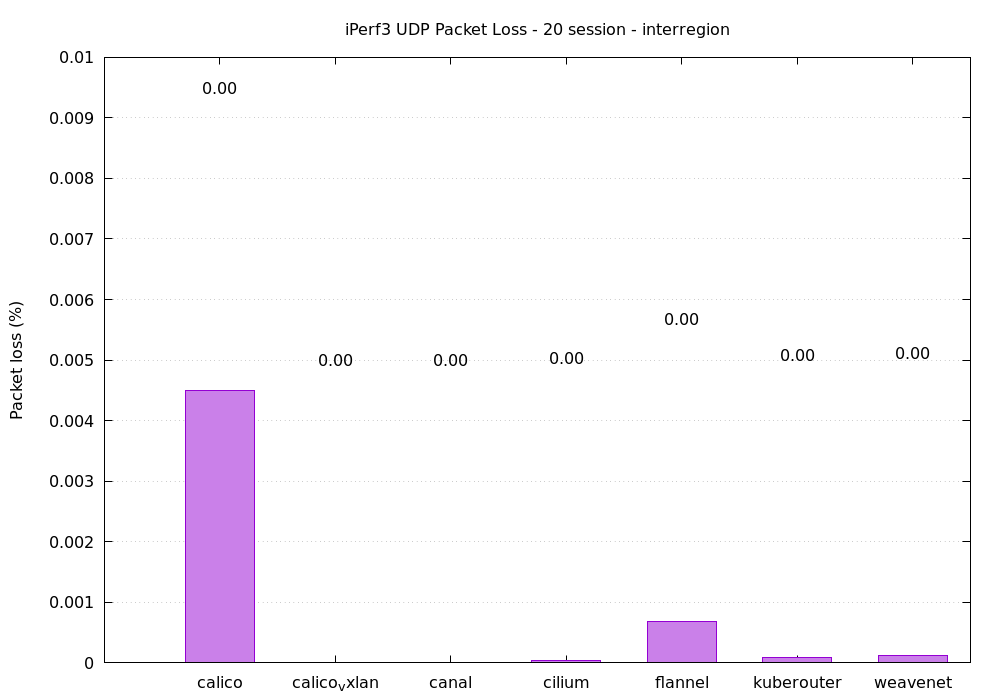 iPerf3 UDP Packet Loss - 20 session - interregion
0.01
0.009
0.008
0.007
0.006
0.005
0.004
0.003
0.002
0.001
0
Packet loss (%)
0.00
0.00
0.00
0.00
0.00
0.00
0.00
calico
calicovxlan
canal
cilium
flannel
kuberouter
weavenet